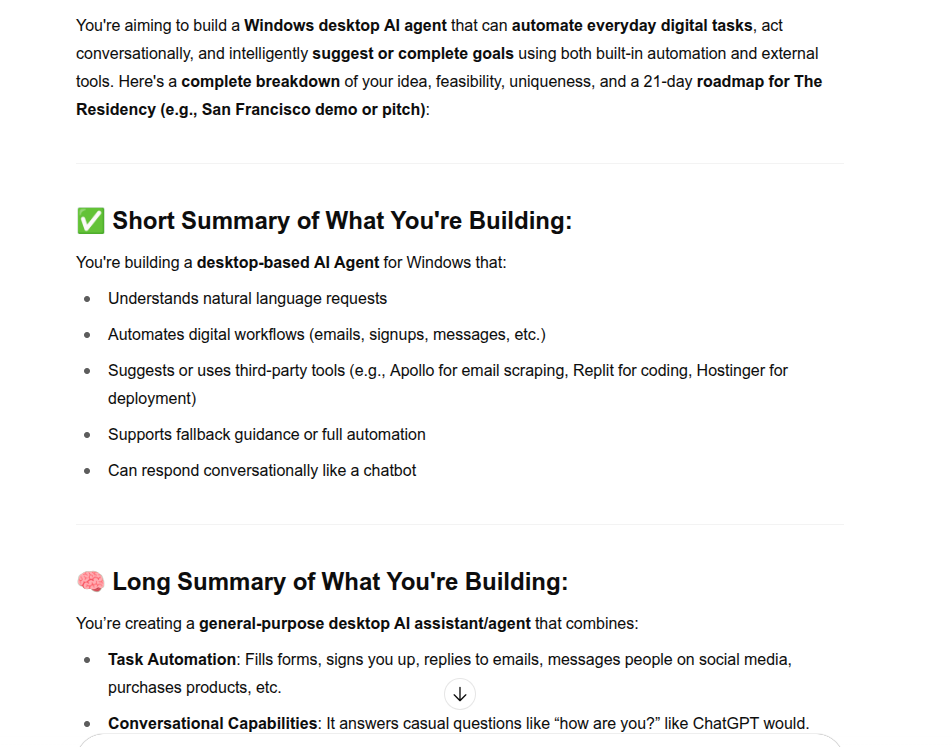 You're aiming to build a Windows desktop AI agent that can automate everyday digital tasks, act
conversationally, and intelligently suggest or complete goals using both built-in automation and external
tools. Here's a complete breakdown of your idea, feasibility, uniqueness, and a 21-day roadmap for The
Residency (e.g., San Francisco demo or pitch):
✅ Short Summary of What You're Building:
You're building a desktop-based AI Agent for Windows that:
• Understands natural language requests
• Automates digital workflows (emails, signups, messages, etc.)
• Suggests or uses third-party tools (e.g., Apollo for email scraping, Replit for coding, Hostinger for
deployment)
• Supports fallback guidance or full automation
• Can respond conversationally like a chatbot
🧠 Long Summary of What You're Building:
You’re creating a general-purpose desktop AI assistant/agent that combines:
• Task Automation: Fills forms, signs you up, replies to emails, messages people on social media,
purchases products, etc.
• Conversational Capabilities: It answers casual questions like “how are you?” like ChatGPT would.